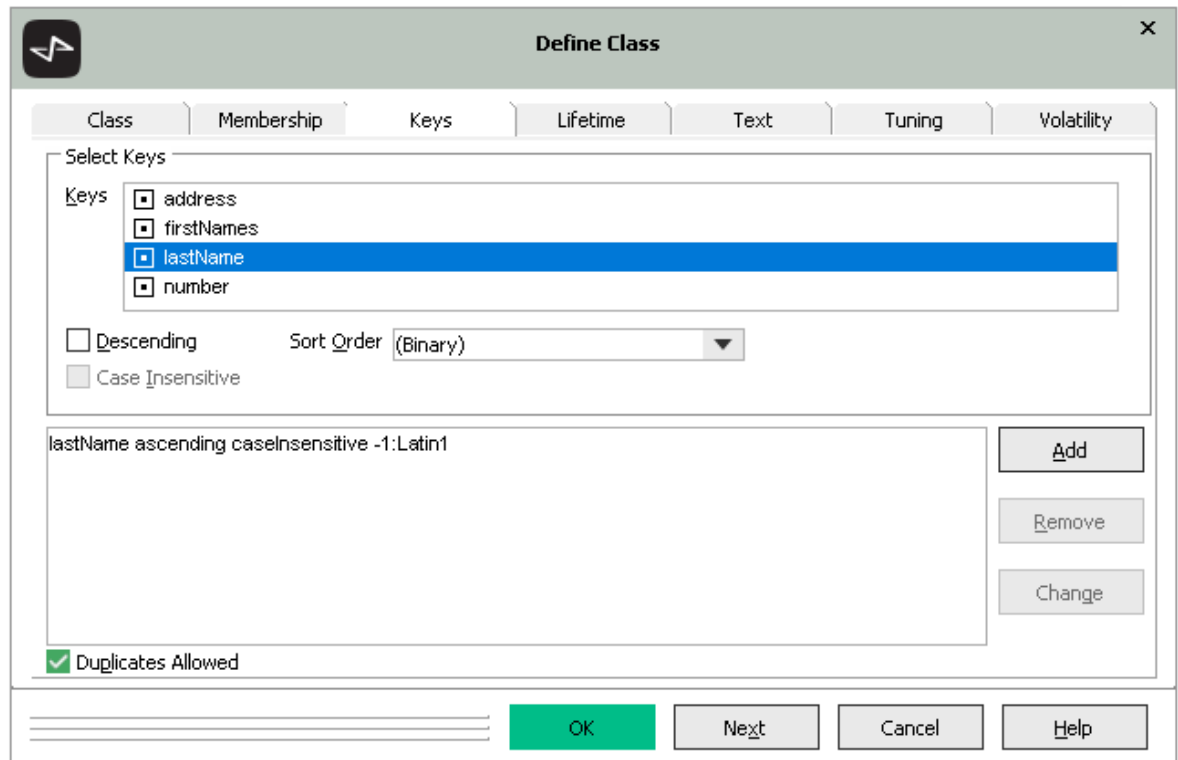 Define Class
Class Membership Keys Lifetime Text Tuning Volatility
Select Keys
Keys
address
firstNames
lastName
number
Descending Sort Order (Binary)
Case Insensitive
lastName ascending caseInsensitive -1:Latin1
Add
Remove
Change
Duplicates Allowed
OK Next Cancel Help